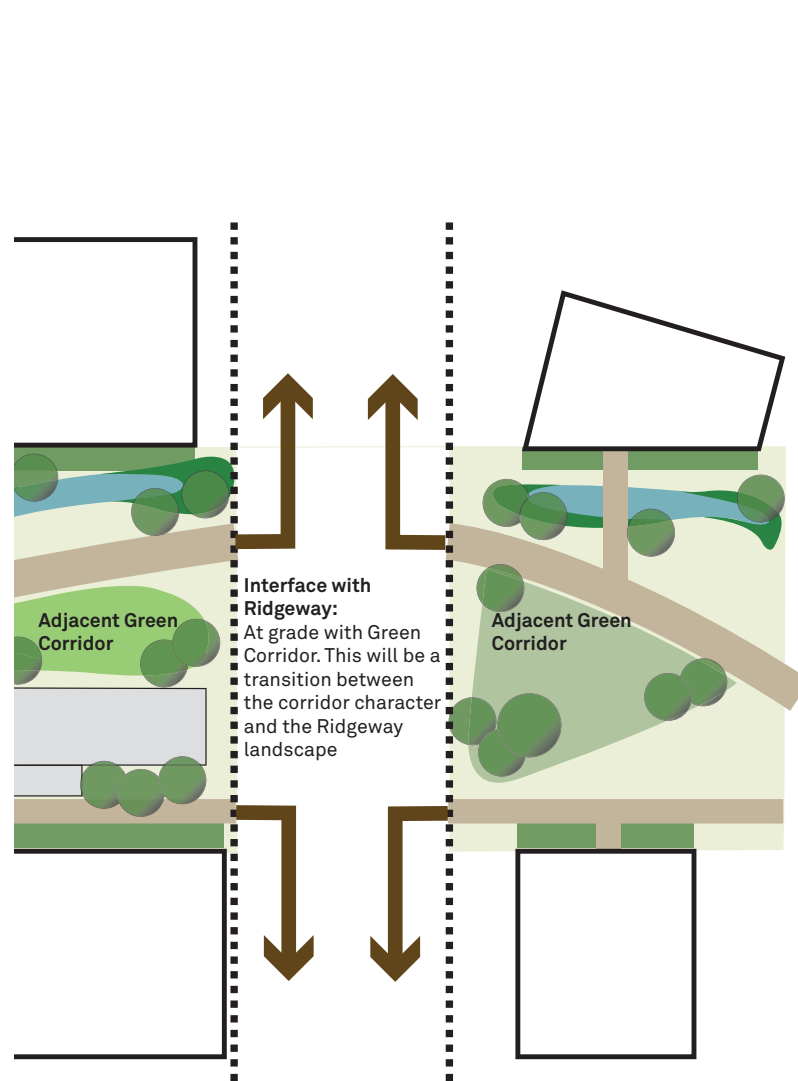 Interface with
Ridgeway:
At grade with Green
Corridor. This will be a
transition between
the corridor character
and the Ridgeway
landscape
Adjacent Green
Corridor
Adjacent Green
Corridor